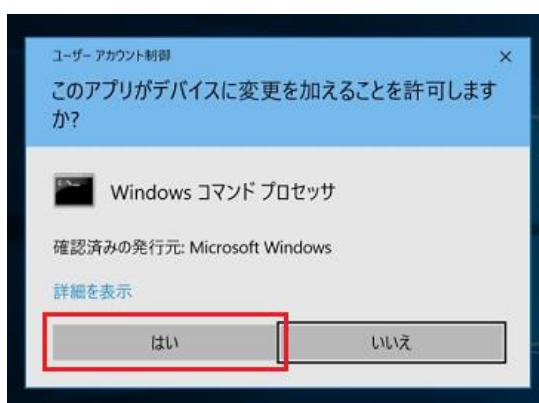 ユーザー アカウント制御
このアプリがデバイスに変更を加えることを許可します
か?
Windows コマンド プロセッサ
確認済みの発行元: Microsoft Windows
詳細を表示
はい
いいえ